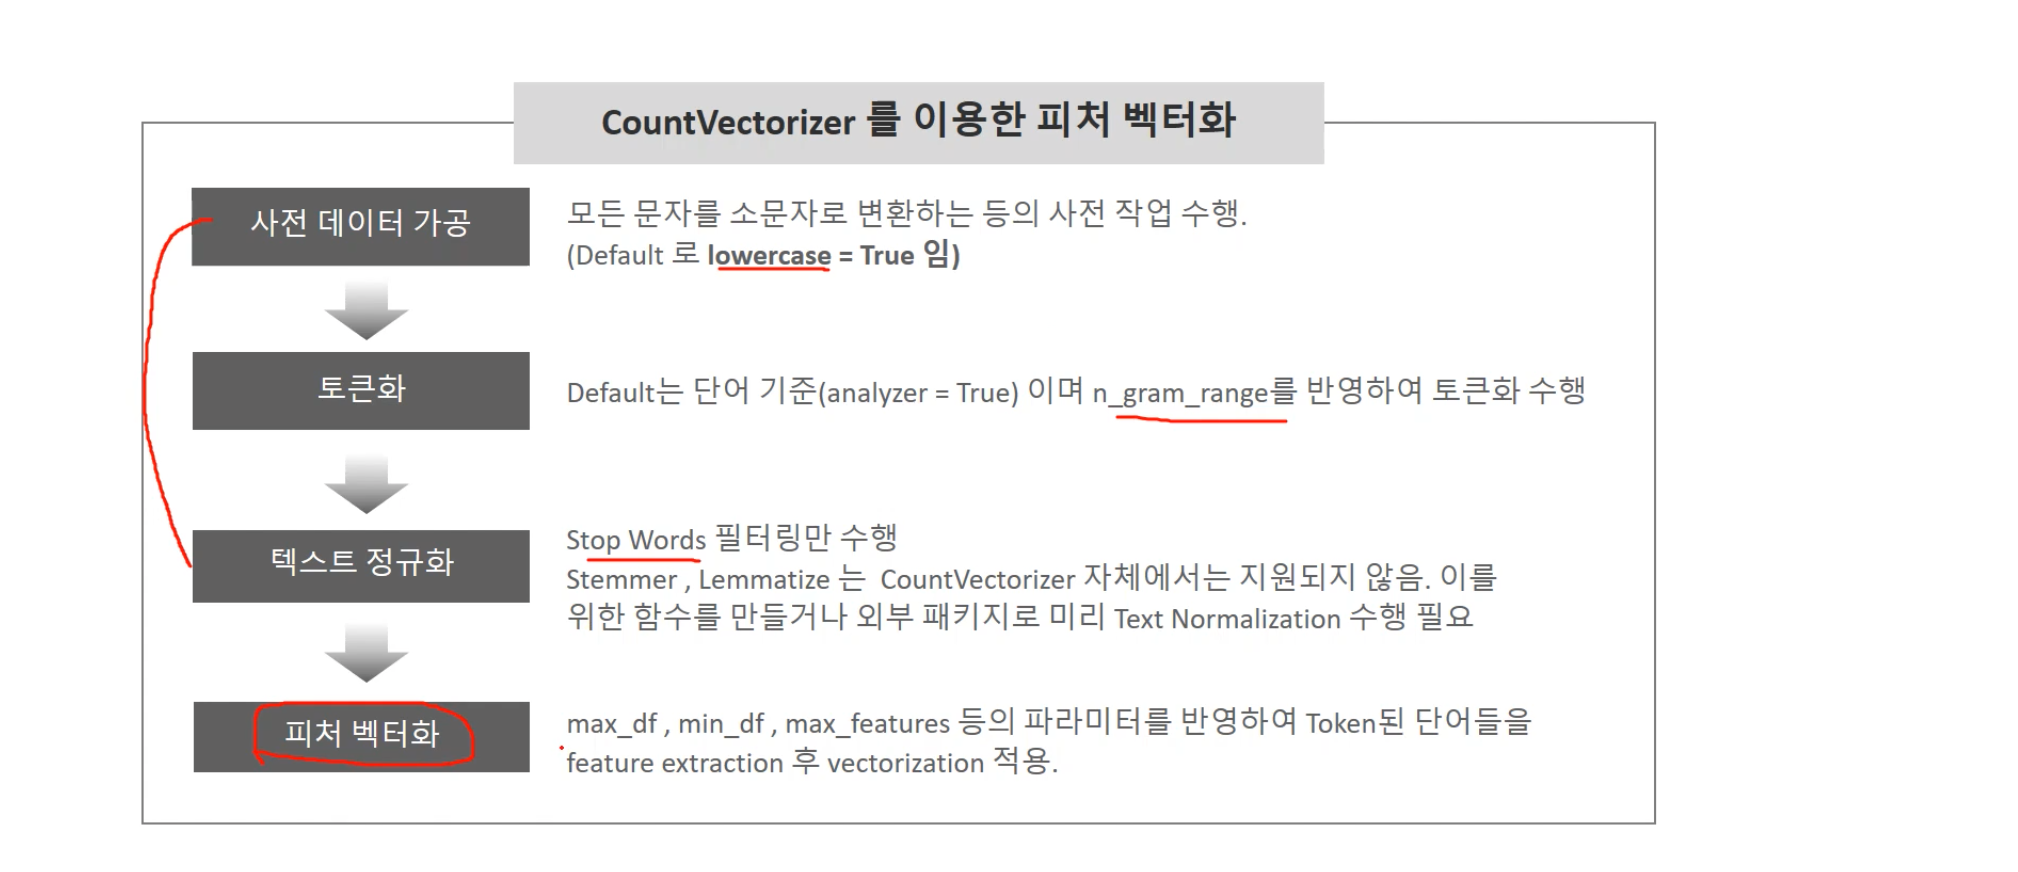 CountVectorizer 를 이용한 피처 벡터화
사전 데이터 가공
모든 문자를 소문자로 변환하는 등의 사전 작업 수행.
(Default 로 lowercase = True 임)
토큰화
Default는 단어 기준(analyzer = True) 이며 n_gram_range를 반영하여 토큰화 수행
텍스트 정규화
Stop Words 필터링만 수행
Stemmer , Lemmatize 는 CountVectorizer 자체에서는 지원되지 않음. 이를
위한 함수를 만들거나 외부 패키지로 미리 Text Normalization 수행 필요
피처 벡터화
max_df , min_df , max_features 등의 파라미터를 반영하여 Token된 단어들을
feature extraction 후 vectorization 적용.